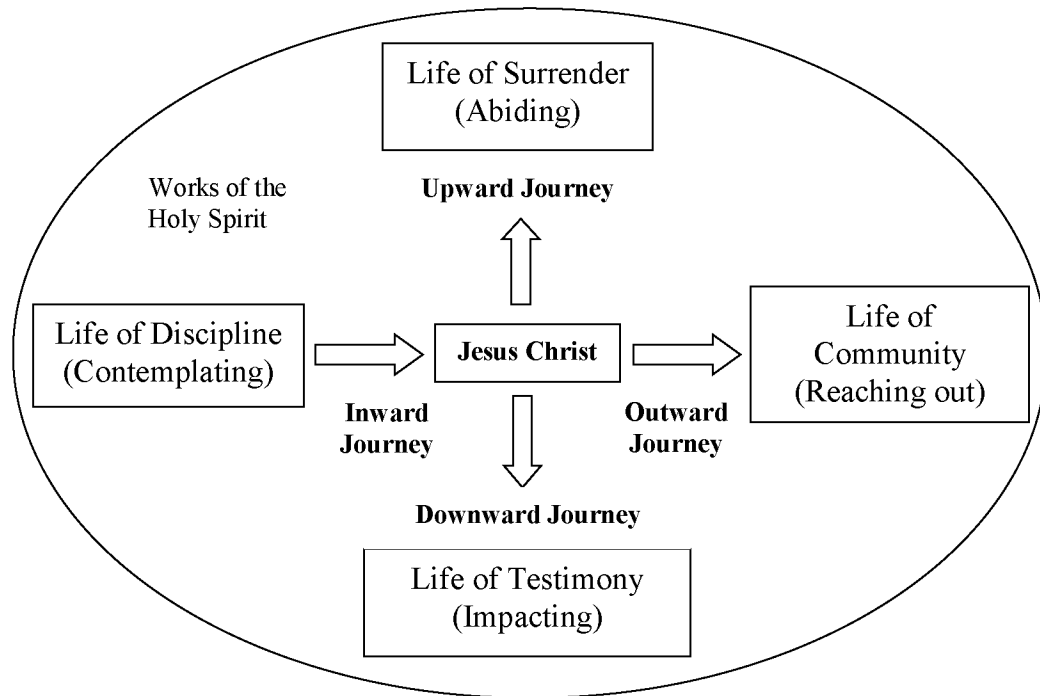 Life of Surrender
(Abiding)
Upward Journey
Works of the
Holy Spirit
Life of Discipline
(Contemplating)
Inward
Journey
Jesus Christ
Outward
Journey
Life of
Community
(Reaching out)
Downward Journey
Life of Testimony
(Impacting)